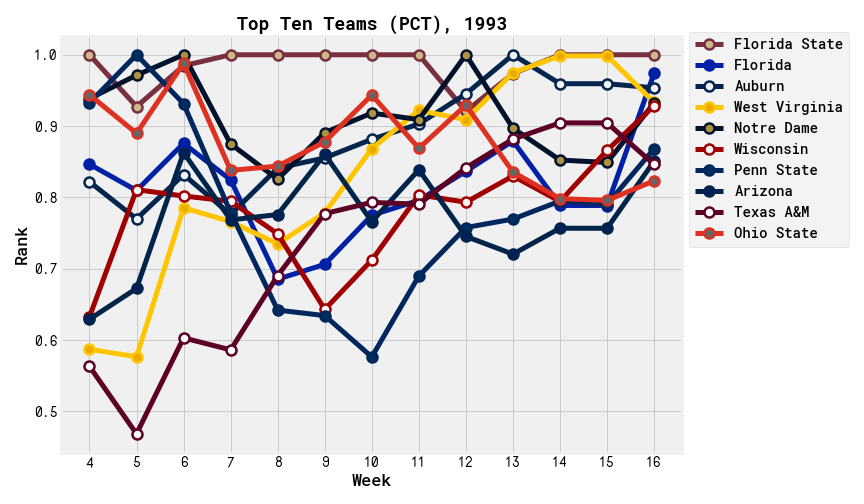 Top Ten Teams (PCT), 1993
1.0
0.9
0.8
0.7
0.6
0.5
Rank
4 5 6 7 8 9 10 11 12 13 14 15 16
Week
Florida State
Florida
Auburn
West Virginia
Notre Dame
Wisconsin
Penn State
Arizona
Texas A&M
Ohio State